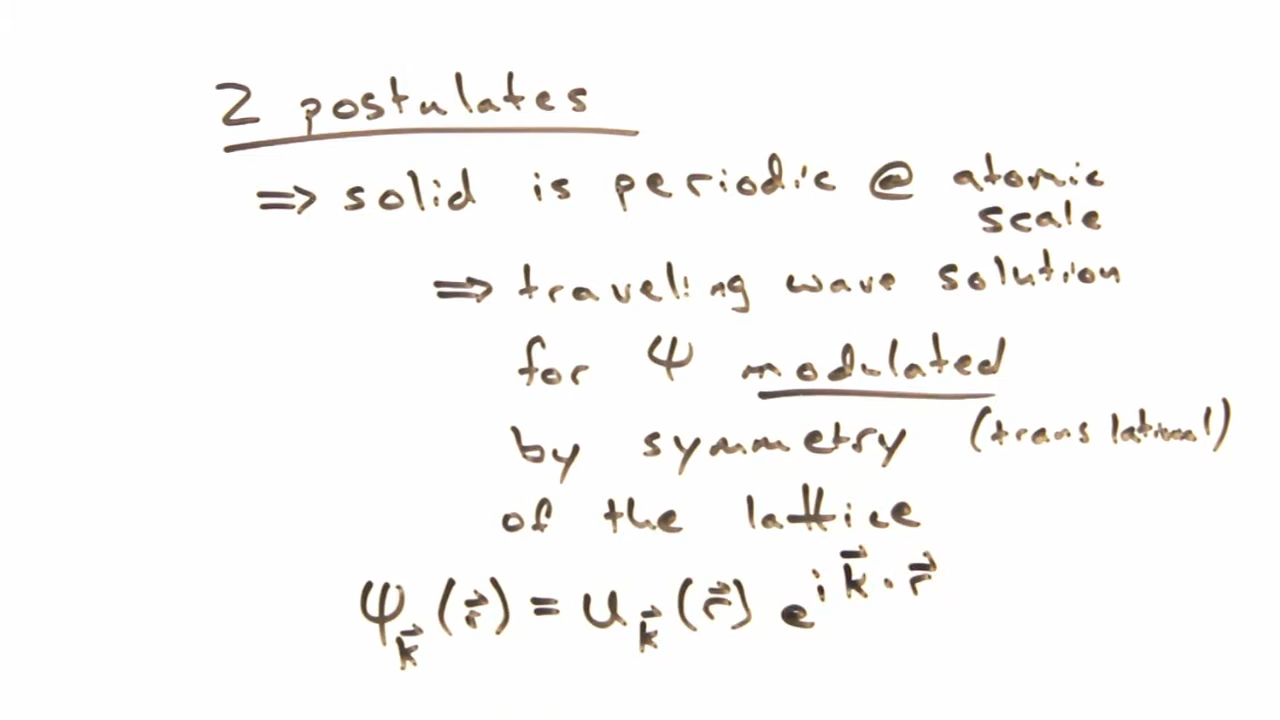 2 postulates
⇒ solid is periodic @ atomic
scale
⇒ traveling wave solution
for ψ modulated
by symmetry (translational)
of the lattice
ψ_k⃗ (r⃗) = u_k⃗ (r⃗) e^{i k⃗ · r⃗}